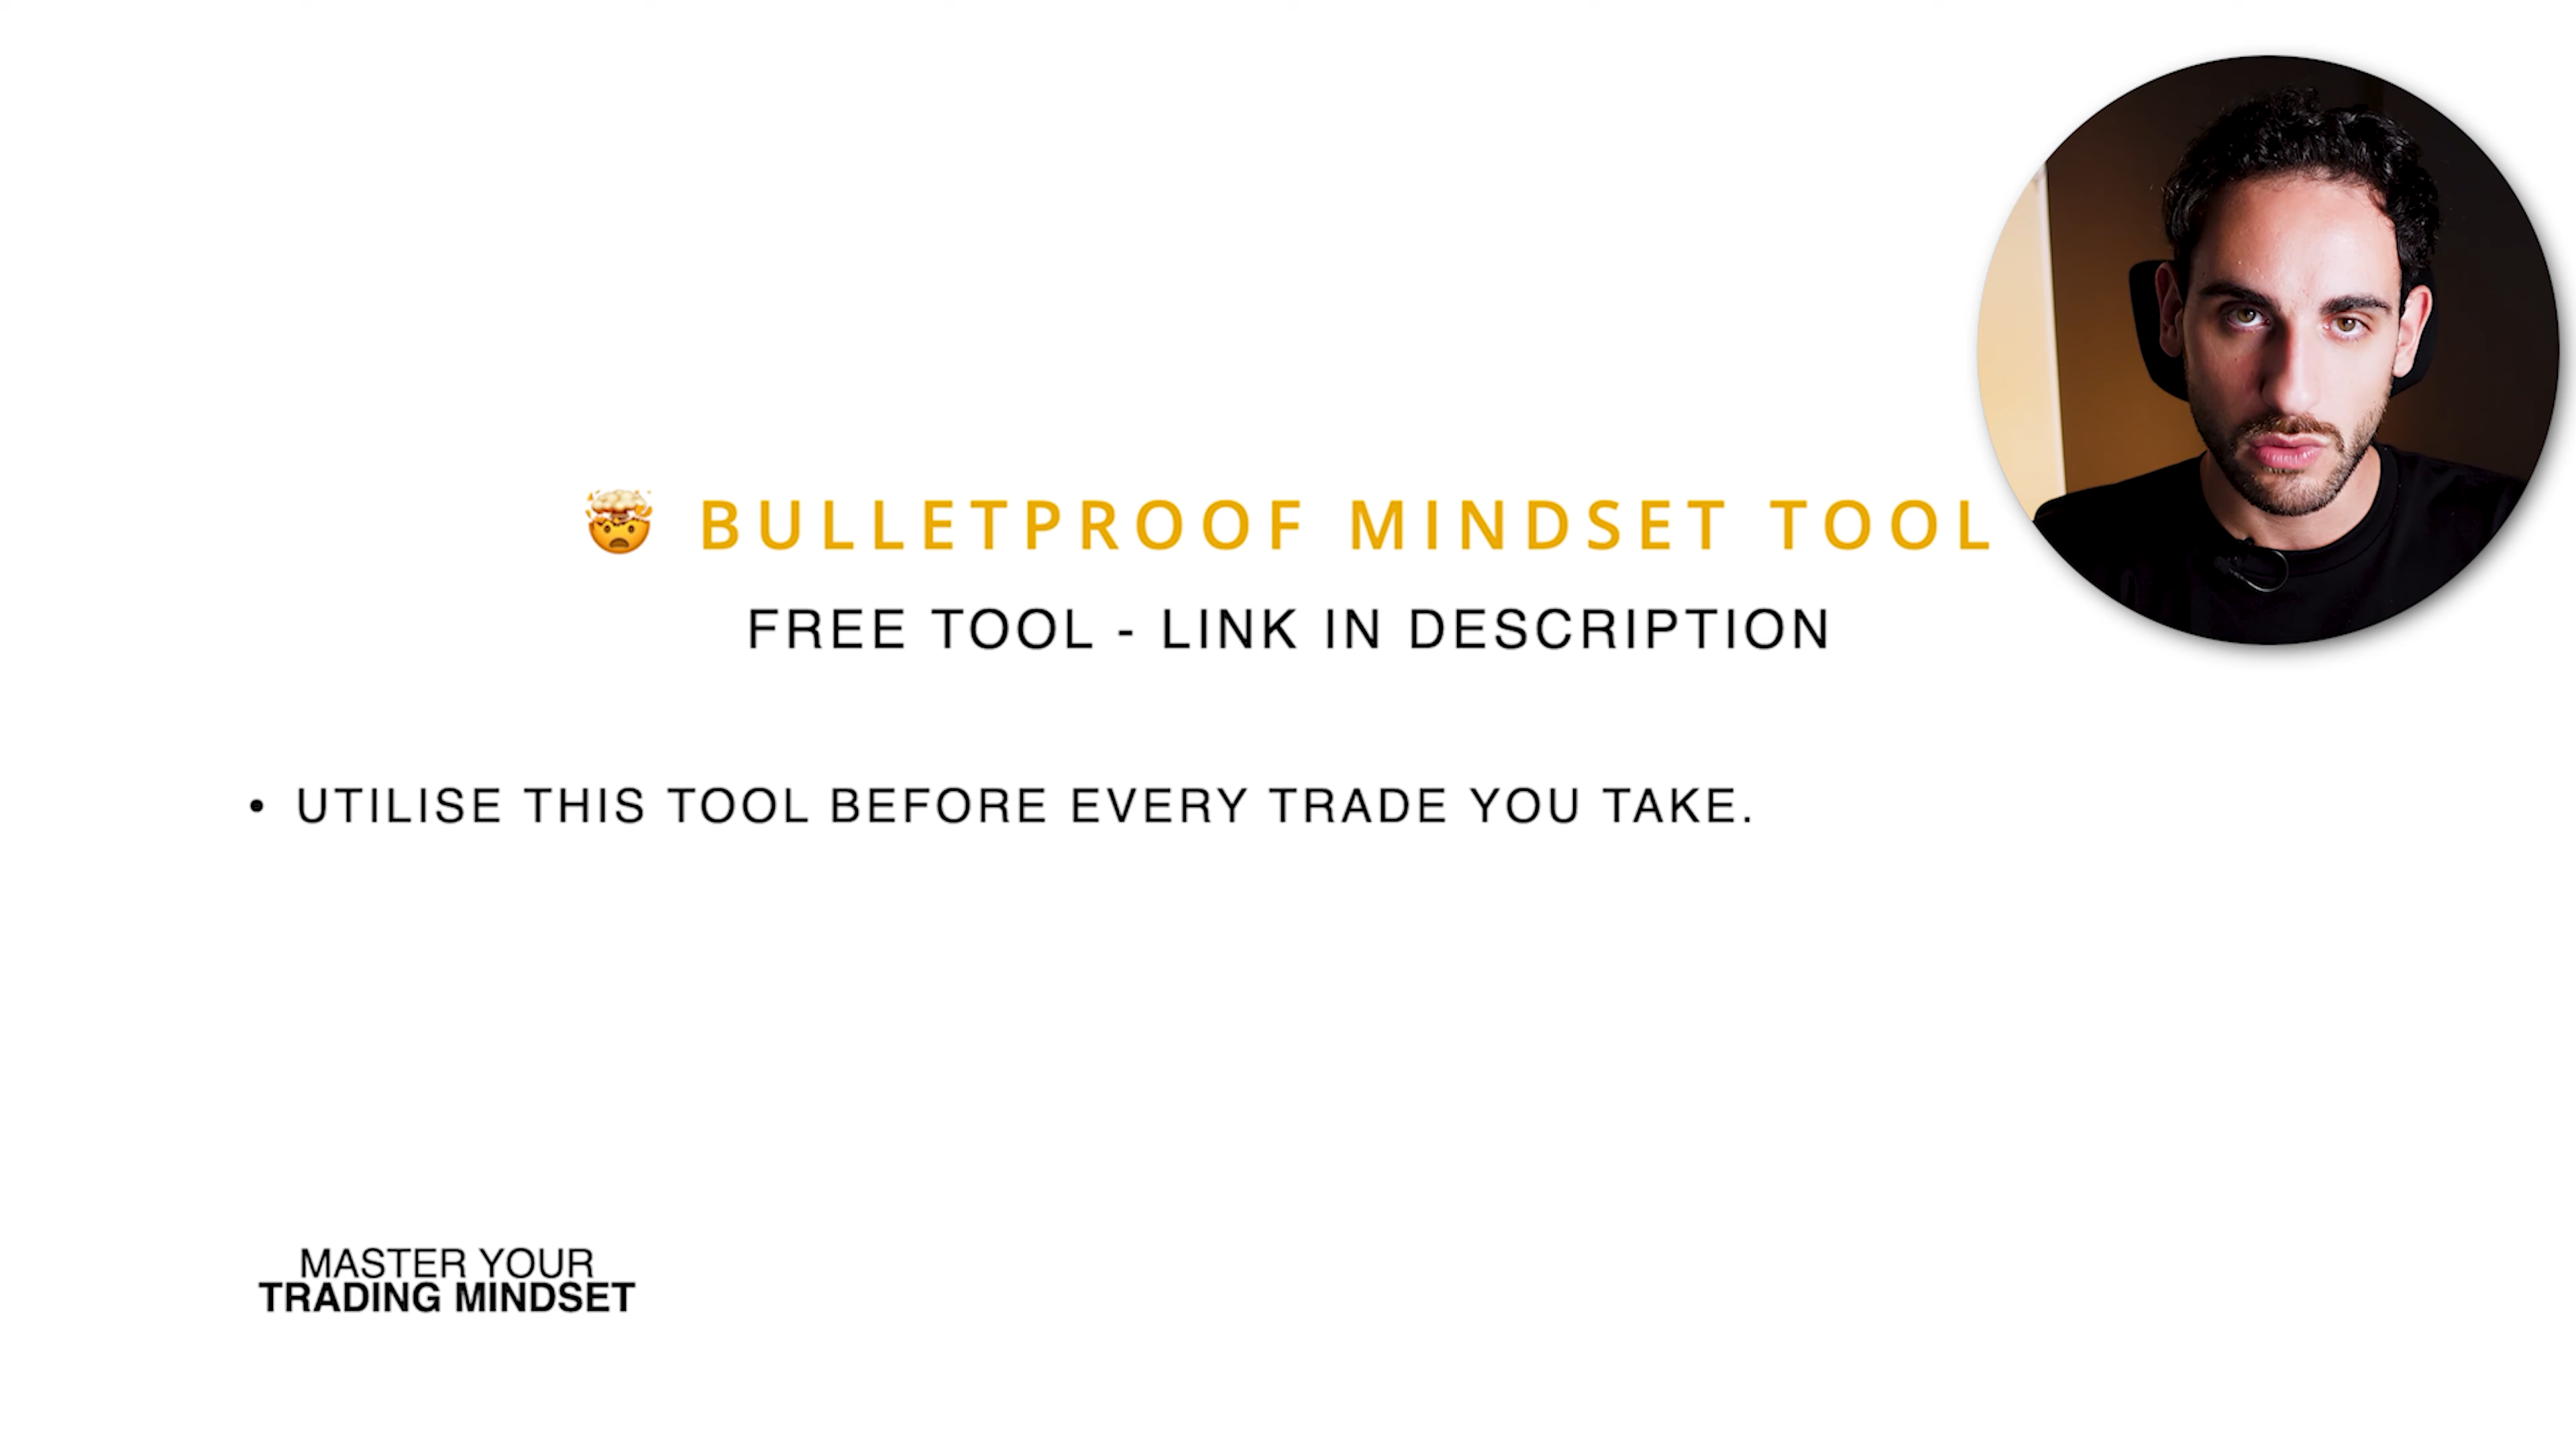 🤯 BULLETPROOF MINDSET TOOL
FREE TOOL - LINK IN DESCRIPTION
• UTILISE THIS TOOL BEFORE EVERY TRADE YOU TAKE.
MASTER YOUR
TRADING MINDSET